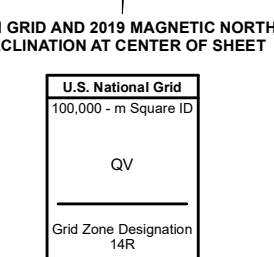 GRID AND 2019 MAGNETIC NORTH
CLINATION AT CENTER OF SHEET
U.S. National Grid
100,000 - m Square ID
QV
Grid Zone Designation
14R